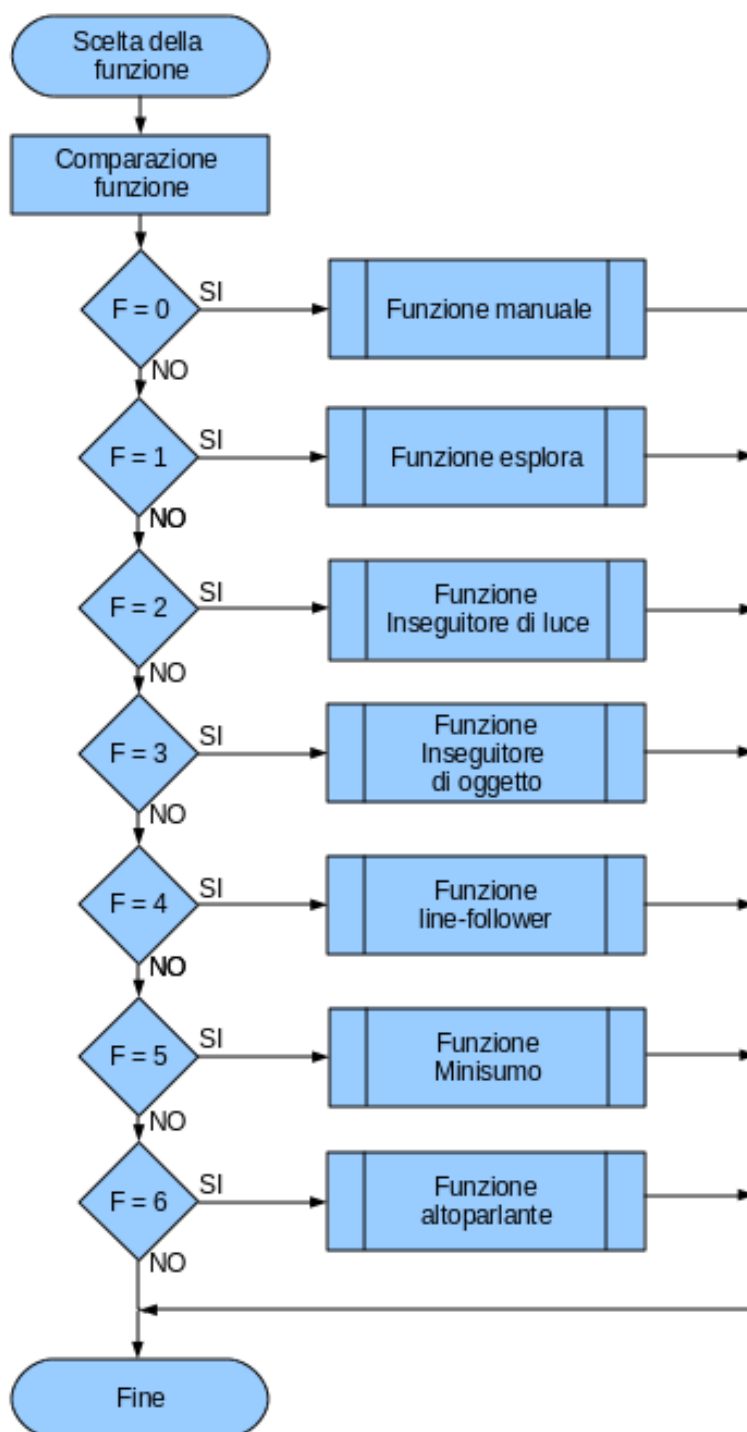 Scelta della
funzione
Comparazione
funzione
F = 0
SI
Funzione manuale
NO
F = 1
SI
Funzione esplora
NO
F = 2
SI
Funzione
Inseguitore di luce
NO
F = 3
SI
Funzione
Inseguitore
di oggetto
NO
F = 4
SI
Funzione
line-follower
NO
F = 5
SI
Funzione
Minisumo
NO
F = 6
SI
Funzione
altoparlante
NO
Fine